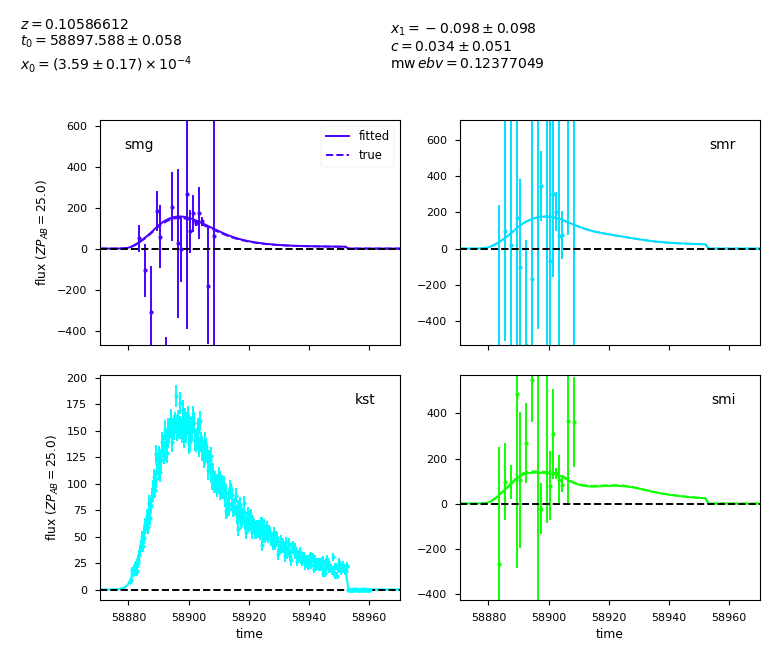 z = 0.10586612
t₀ = 58897.588 ± 0.058
x₀ = (3.59 ± 0.17) × 10⁻⁴
x₁ = −0.098 ± 0.098
c = 0.034 ± 0.051
mw ebv = 0.12377049
600
400
200
0
−200
−400
flux (ZP_AB = 25.0)
smg
fitted
true
600
400
200
0
−200
−400
smr
200
175
150
125
100
75
50
25
0
flux (ZP_AB = 25.0)
kst
58880
58900
58920
58940
58960
time
400
200
0
−200
−400
smi
58880
58900
58920
58940
58960
time